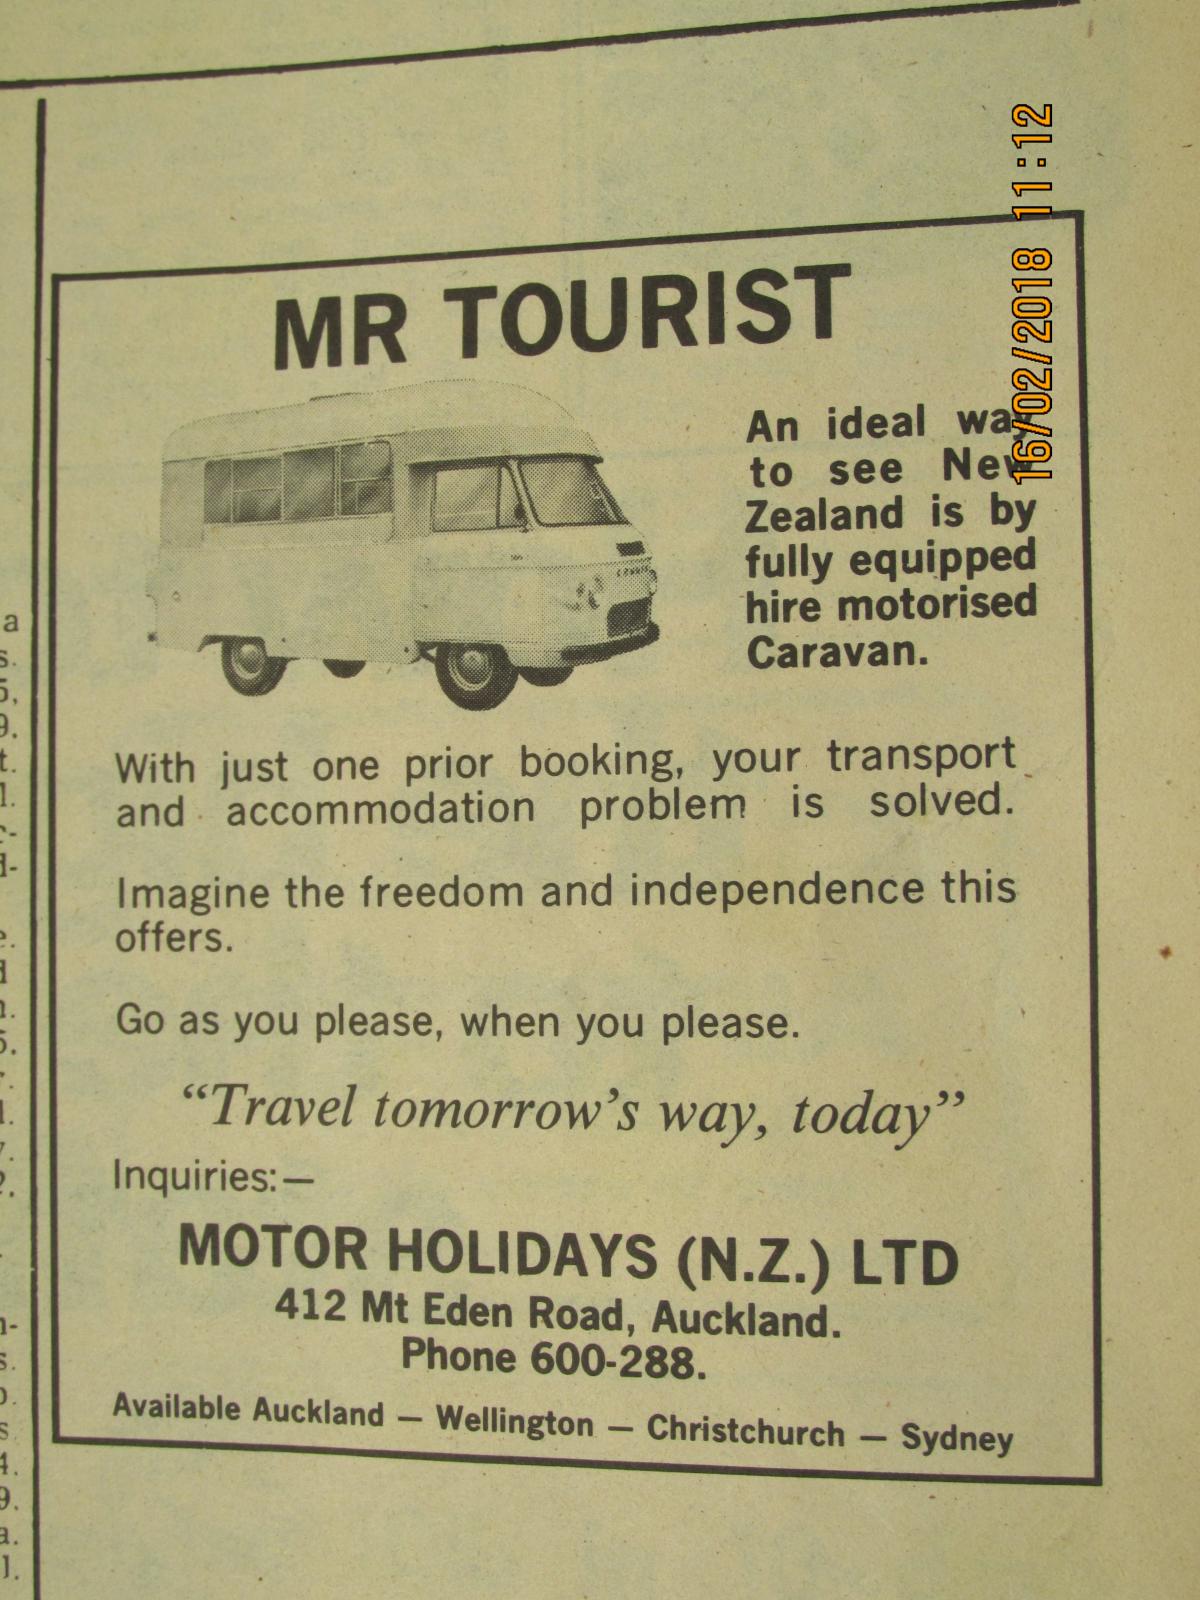 MR TOURIST
An ideal way
to see New
Zealand is by
fully equipped
hire motorised
Caravan.
With just one prior booking, your transport
and accommodation problem is solved.
Imagine the freedom and independence this
offers.
Go as you please, when you please.
“Travel tomorrow’s way, today”
Inquiries:—
MOTOR HOLIDAYS (N.Z.) LTD
412 Mt Eden Road, Auckland.
Phone 600-288.
Available Auckland — Wellington — Christchurch — Sydney
16/02/2018 11:12